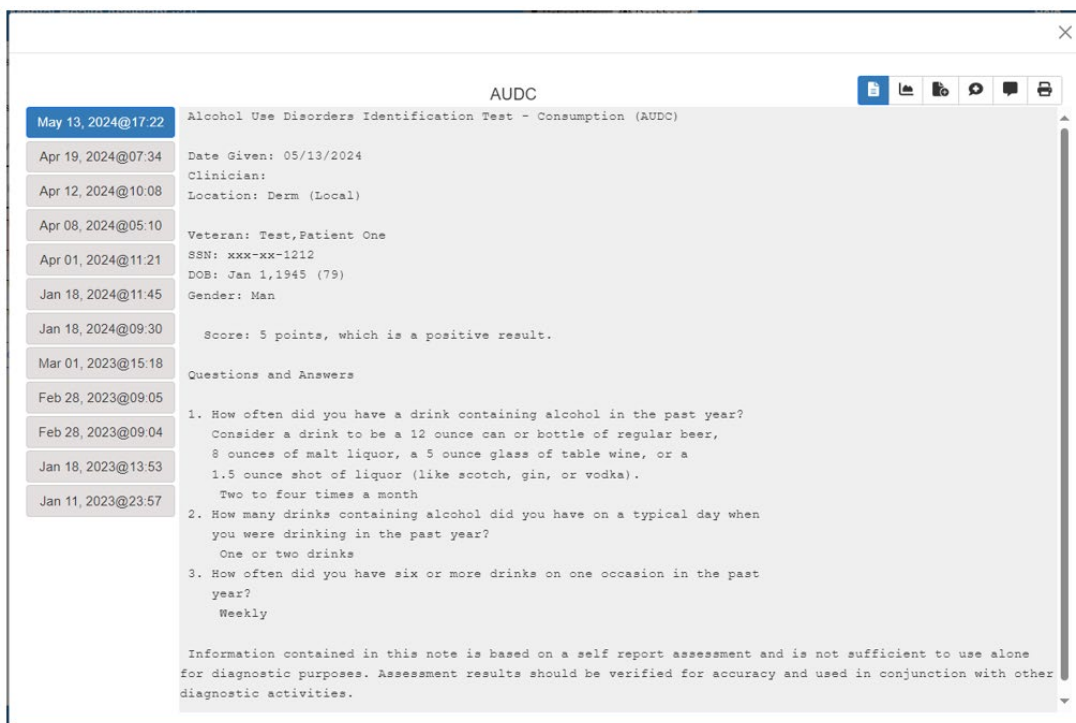 AUDC
May 13, 2024@17:22
Apr 19, 2024@07:34
Apr 12, 2024@10:08
Apr 08, 2024@05:10
Apr 01, 2024@11:21
Jan 18, 2024@11:45
Jan 18, 2024@09:30
Mar 01, 2023@15:18
Feb 28, 2023@09:05
Feb 28, 2023@09:04
Jan 18, 2023@13:53
Jan 11, 2023@23:57
Alcohol Use Disorders Identification Test - Consumption (AUDC)
Date Given: 05/13/2024
Clinician:
Location: Derm (Local)
Veteran: Test,Patient One
SSN: xxx-xx-1212
DOB: Jan 1,1945 (79)
Gender: Man
Score: 5 points, which is a positive result.
Questions and Answers
1. How often did you have a drink containing alcohol in the past year?
Consider a drink to be a 12 ounce can or bottle of regular beer,
8 ounces of malt liquor, a 5 ounce glass of table wine, or a
1.5 ounce shot of liquor (like scotch, gin, or vodka).
Two to four times a month
2. How many drinks containing alcohol did you have on a typical day when
you were drinking in the past year?
One or two drinks
3. How often did you have six or more drinks on one occasion in the past
year?
Weekly
Information contained in this note is based on a self report assessment and is not sufficient to use alone
for diagnostic purposes. Assessment results should be verified for accuracy and used in conjunction with other
diagnostic activities.